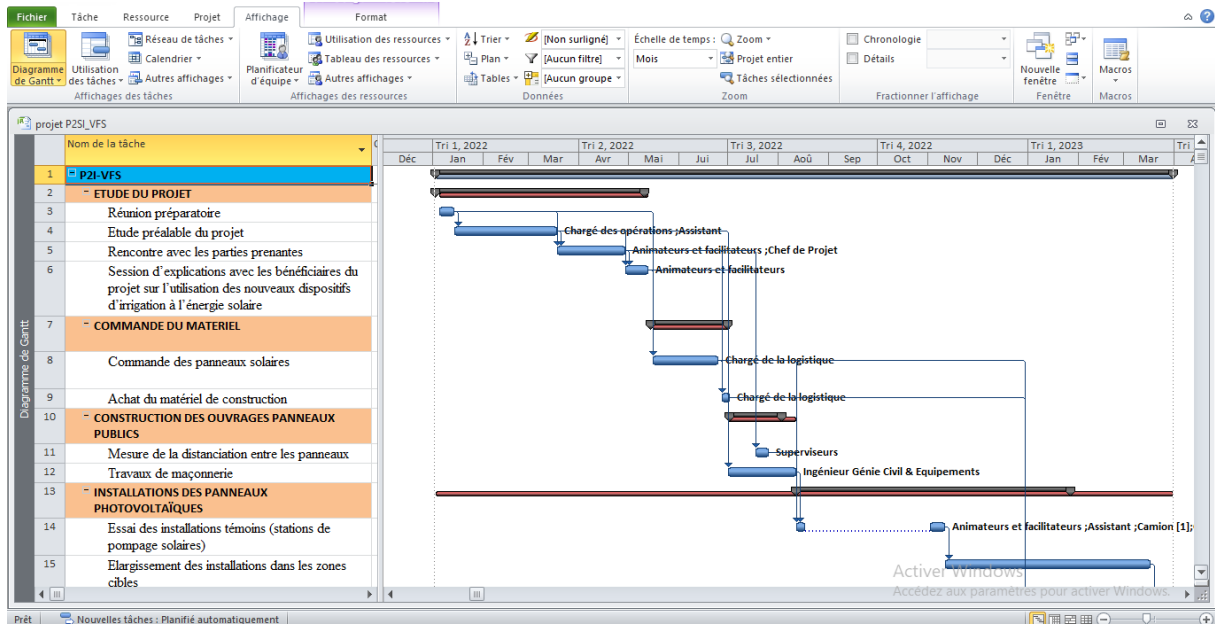 Fichier Tâche Ressource Projet Affichage Format
Diagramme de Gantt
Utilisation des tâches
Réseau de tâches
Calendrier
Autres affichages
Affichages des tâches
Planificateur d'équipe
Utilisation des ressources
Tableau des ressources
Autres affichages
Affichages des ressources
Trier
Plan
Tables
[Non surligné]
[Aucun filtre]
[Aucun groupe
Données
Échelle de temps :
Mois
Zoom
Projet entier
Tâches sélectionnées
Zoom
Chronologie
Détails
Fractionner l'affichage
Nouvelle fenêtre
Fenêtre
Macros
Macros
projet P2SI_VFS
Nom de la tâche
Tri 1, 2022 Tri 2, 2022 Tri 3, 2022 Tri 4, 2022 Tri 1, 2023 Tri
Déc Jan Fév Mar Avr Mai Jui Jul Aoû Sep Oct Nov Déc Jan Fév Mar
Diagramme de Gantt
1 P2I-VFS
2 ETUDE DU PROJET
3 Réunion préparatoire
4 Etude préalable du projet
Chargé des opérations ;Assistant
5 Rencontre avec les parties prenantes
Animateurs et facilitateurs ;Chef de Projet
6 Session d'explications avec les bénéficiaires du
projet sur l'utilisation des nouveaux dispositifs
d'irrigation à l'énergie solaire
Animateurs et facilitateurs
7 COMMANDE DU MATERIEL
8 Commande des panneaux solaires
Chargé de la logistique
9 Achat du matériel de construction
Chargé de la logistique
10 CONSTRUCTION DES OUVRAGES PANNEAUX
PUBLICS
11 Mesure de la distanciation entre les panneaux
Superviseurs
12 Travaux de maçonnerie
Ingénieur Génie Civil & Equipements
13 INSTALLATIONS DES PANNEAUX
PHOTOVOLTAÏQUES
14 Essai des installations témoins (stations de
pompage solaires)
Animateurs et facilitateurs ;Assistant ;Camion [1];
15 Elargissement des installations dans les zones
cibles
Activer Windows
Accédez aux paramètres pour activer Windows.
Prêt Nouvelles tâches : Planifié automatiquement